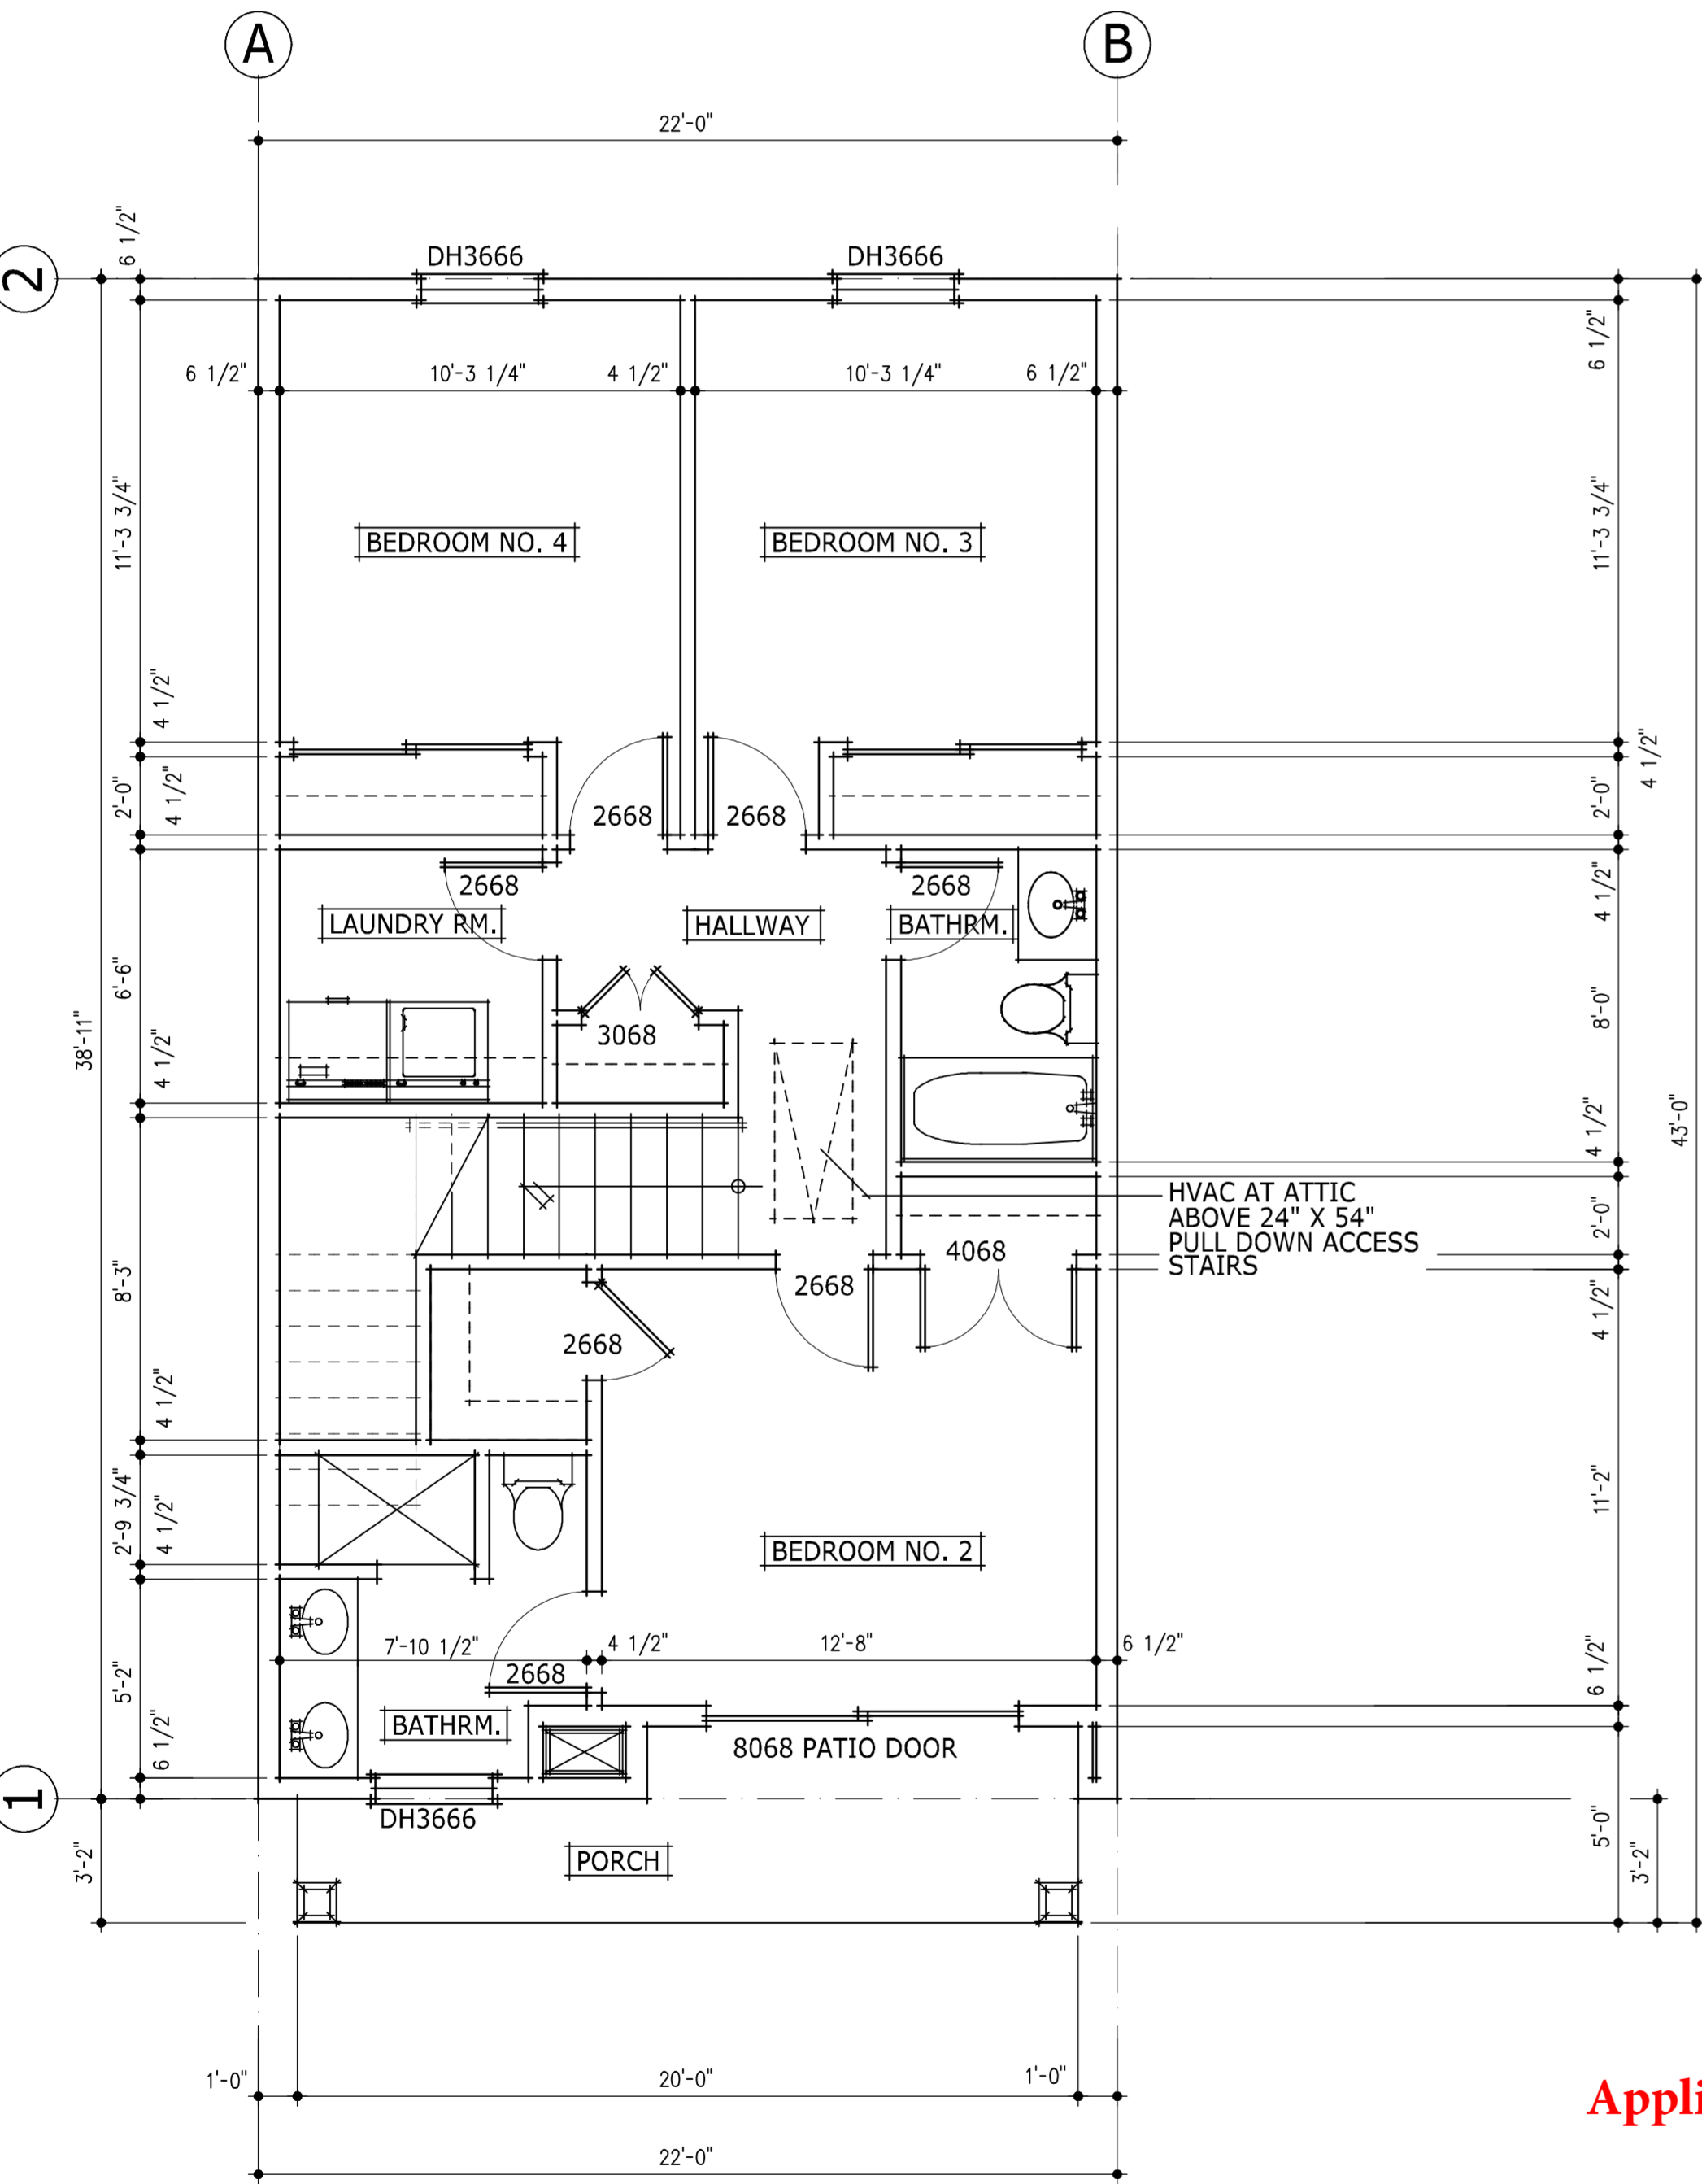 A
B
22'-0"
2
6 1/2"
DH3666
DH3666
6 1/2"
10'-3 1/4"
4 1/2"
10'-3 1/4"
6 1/2"
6 1/2"
11'-3 3/4"
11'-3 3/4"
BEDROOM NO. 4
BEDROOM NO. 3
4 1/2"
4 1/2"
2'-0"
4 1/2"
2'-0"
2668
2668
2668
2668
LAUNDRY RM.
HALLWAY
BATHRM.
4 1/2"
6'-6"
8'-0"
38'-11"
4 1/2"
3068
43'-0"
4 1/2"
HVAC AT ATTIC
ABOVE 24" X 54"
PULL DOWN ACCESS
STAIRS
2'-0"
4068
8'-3"
2668
4 1/2"
2668
4 1/2"
2'-9 3/4"
4 1/2"
11'-2"
BEDROOM NO. 2
7'-10 1/2"
4 1/2"
12'-8"
6 1/2"
6 1/2"
5'-2"
2668
BATHRM.
6 1/2"
8068 PATIO DOOR
1
DH3666
5'-0"
3'-2"
PORCH
3'-2"
1'-0"
20'-0"
1'-0"
Appli
22'-0"